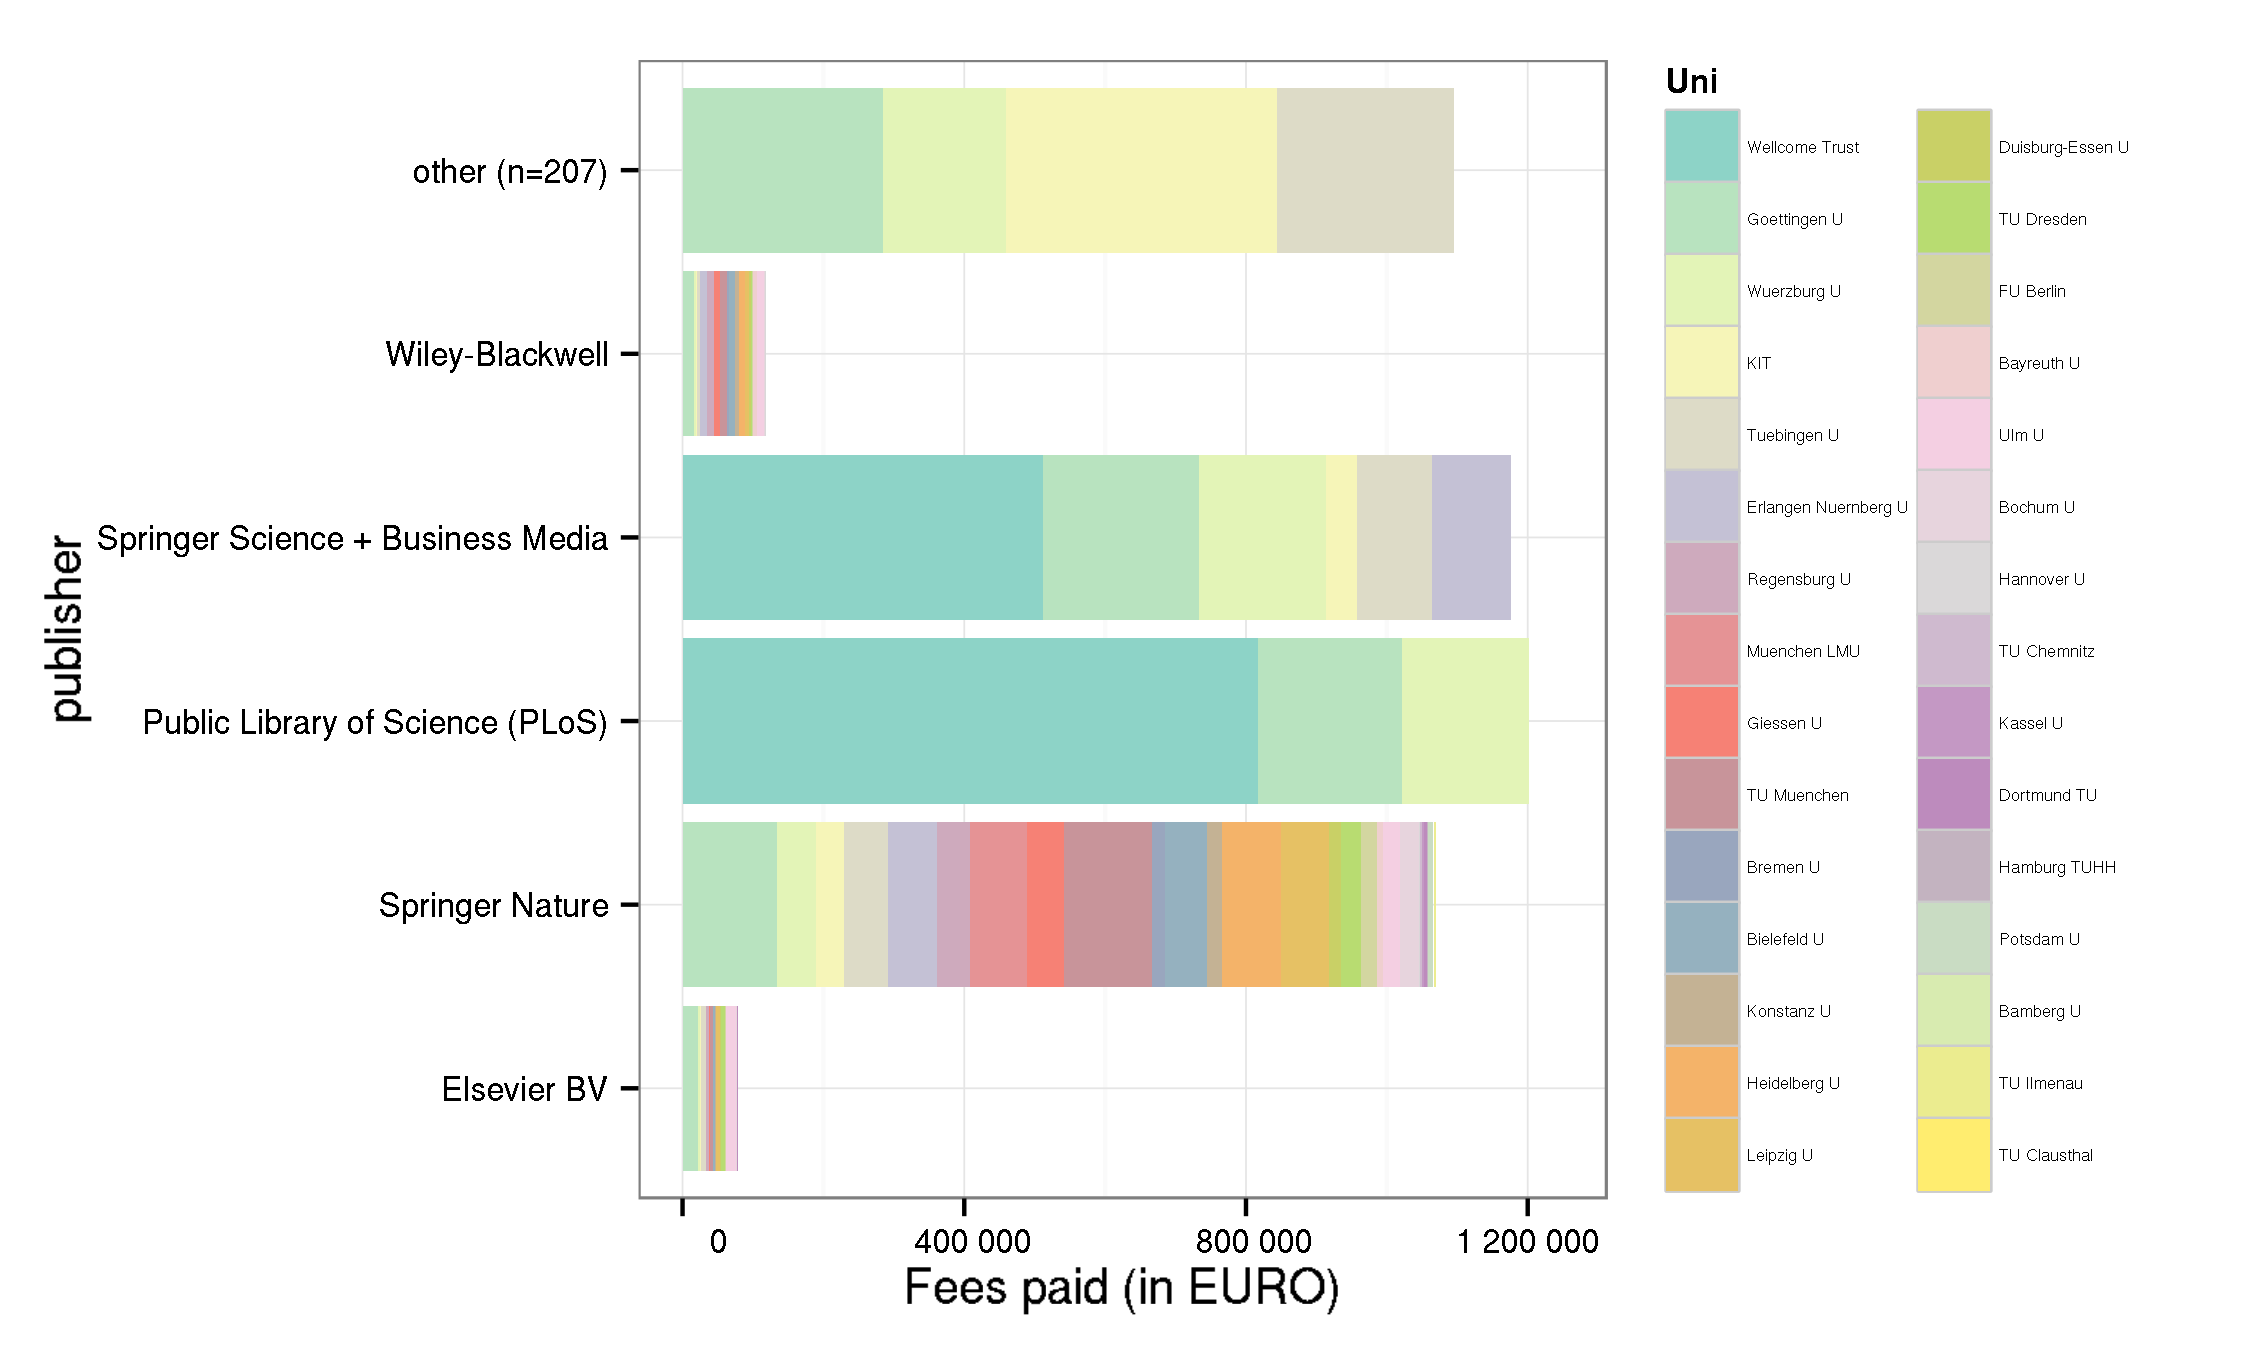 publisher
other (n=207)
Wiley-Blackwell
Springer Science + Business Media
Public Library of Science (PLoS)
Springer Nature
Elsevier BV
0 400 000 800 000 1 200 000
Fees paid (in EURO)
Uni
Wellcome Trust
Goettingen U
Wuerzburg U
KIT
Tuebingen U
Erlangen Nuernberg U
Regensburg U
Muenchen LMU
Giessen U
TU Muenchen
Bremen U
Bielefeld U
Konstanz U
Heidelberg U
Leipzig U
Duisburg-Essen U
TU Dresden
FU Berlin
Bayreuth U
Ulm U
Bochum U
Hannover U
TU Chemnitz
Kassel U
Dortmund TU
Hamburg TUHH
Potsdam U
Bamberg U
TU Ilmenau
TU Clausthal